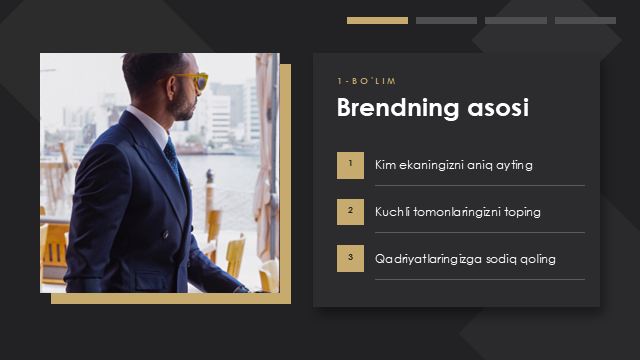 1-BO'LIM
Brendning asosi
1
Kim ekaningizni aniq ayting
2
Kuchli tomonlaringizni toping
3
Qadriyatlaringizga sodiq qoling